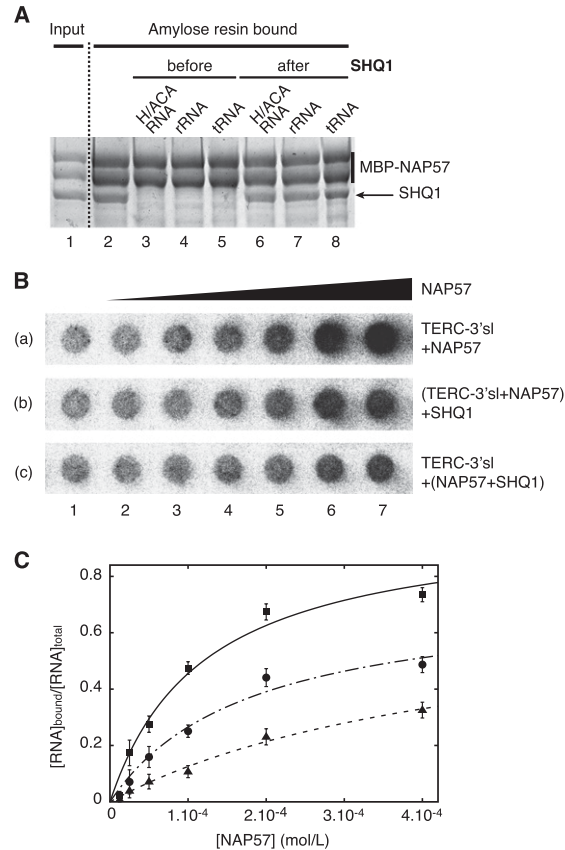 A
Input
Amylose resin bound
before
after
SHQ1
H/ACA
RNA
rRNA
tRNA
H/ACA
RNA
rRNA
tRNA
MBP-NAP57
SHQ1
1 2 3 4 5 6 7 8
B
NAP57
(a)
TERC-3'sl
+NAP57
(b)
(TERC-3'sl+NAP57)
+SHQ1
(c)
TERC-3'sl
+(NAP57+SHQ1)
1 2 3 4 5 6 7
C
[RNA]bound/[RNA]total
0.8
0.6
0.4
0.2
0
0 1.10-4 2.10-4 3.10-4 4.10-4
[NAP57] (mol/L)